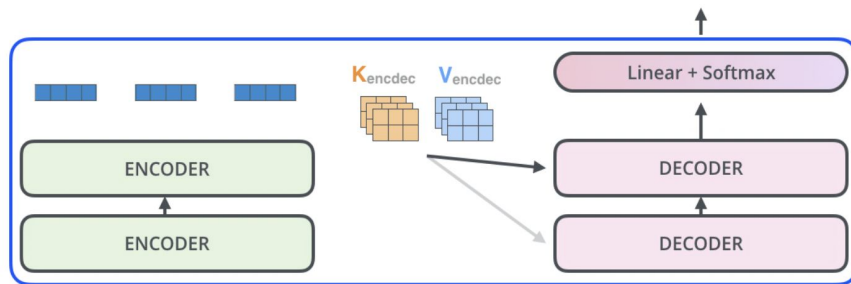 Kencdec Vencdec
Linear + Softmax
ENCODER
DECODER
ENCODER
DECODER